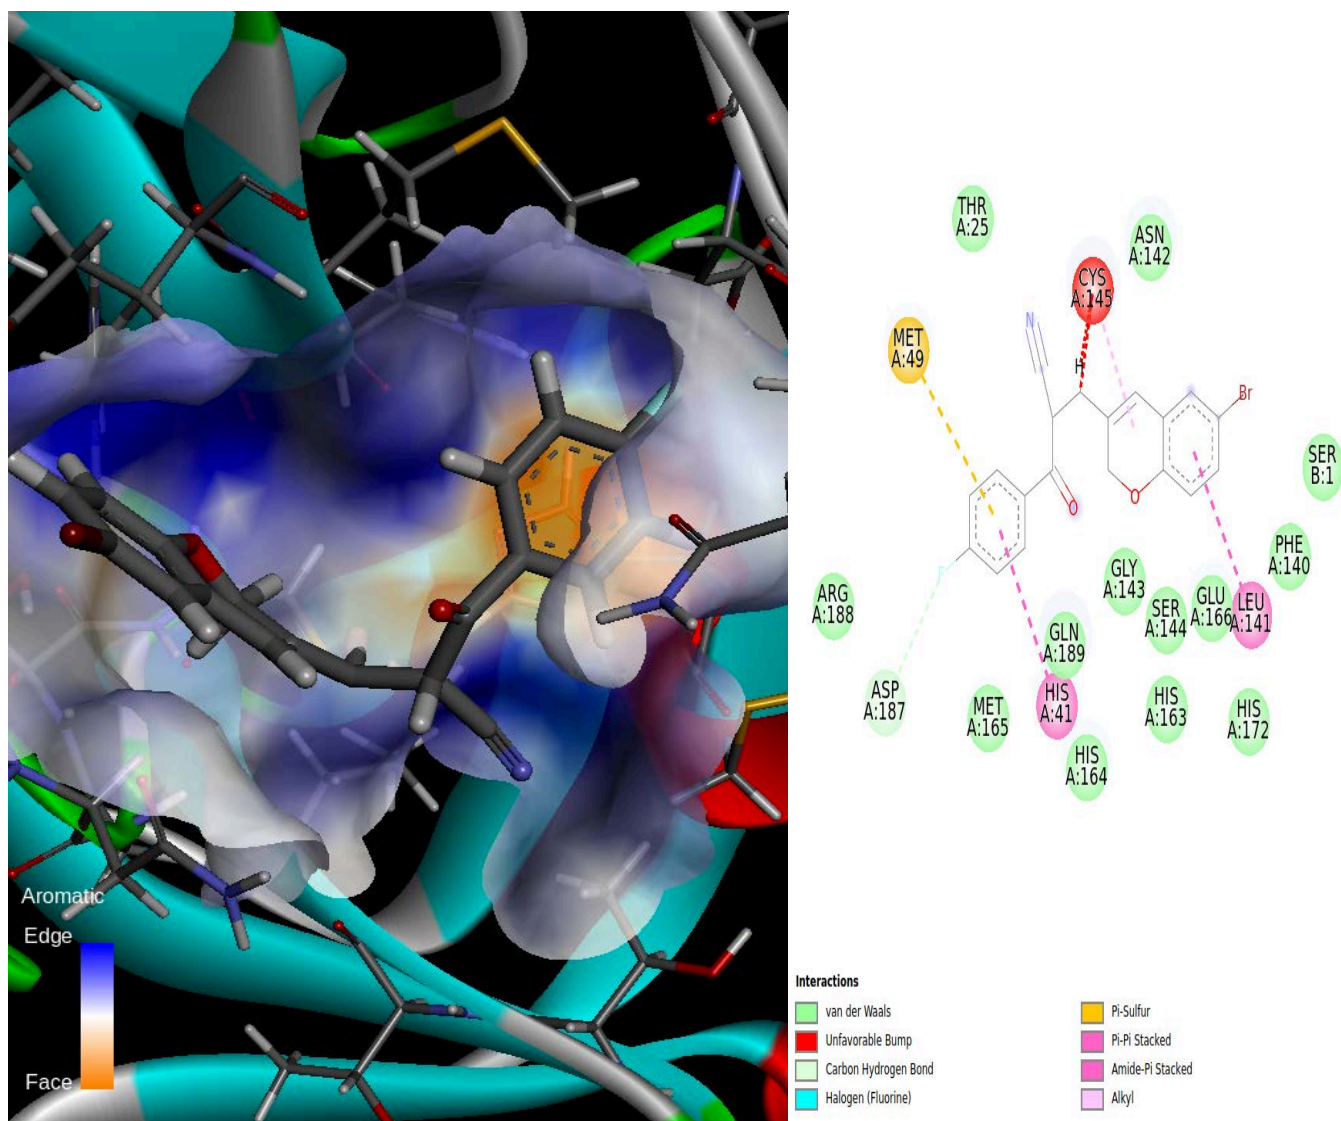 Aromatic
Edge
Face
THR
A:25
ASN
A:142
CYS
A:145
MET
A:49
N
H
Br
O
O
SER
B:1
PHE
A:140
GLY
A:143
ARG
A:188
SER
A:144
GLU
A:166
LEU
A:141
GLN
A:189
ASP
A:187
MET
A:165
HIS
A:41
HIS
A:163
HIS
A:172
HIS
A:164
Interactions
van der Waals
Unfavorable Bump
Carbon Hydrogen Bond
Halogen (Fluorine)
Pi-Sulfur
Pi-Pi Stacked
Amide-Pi Stacked
Alkyl